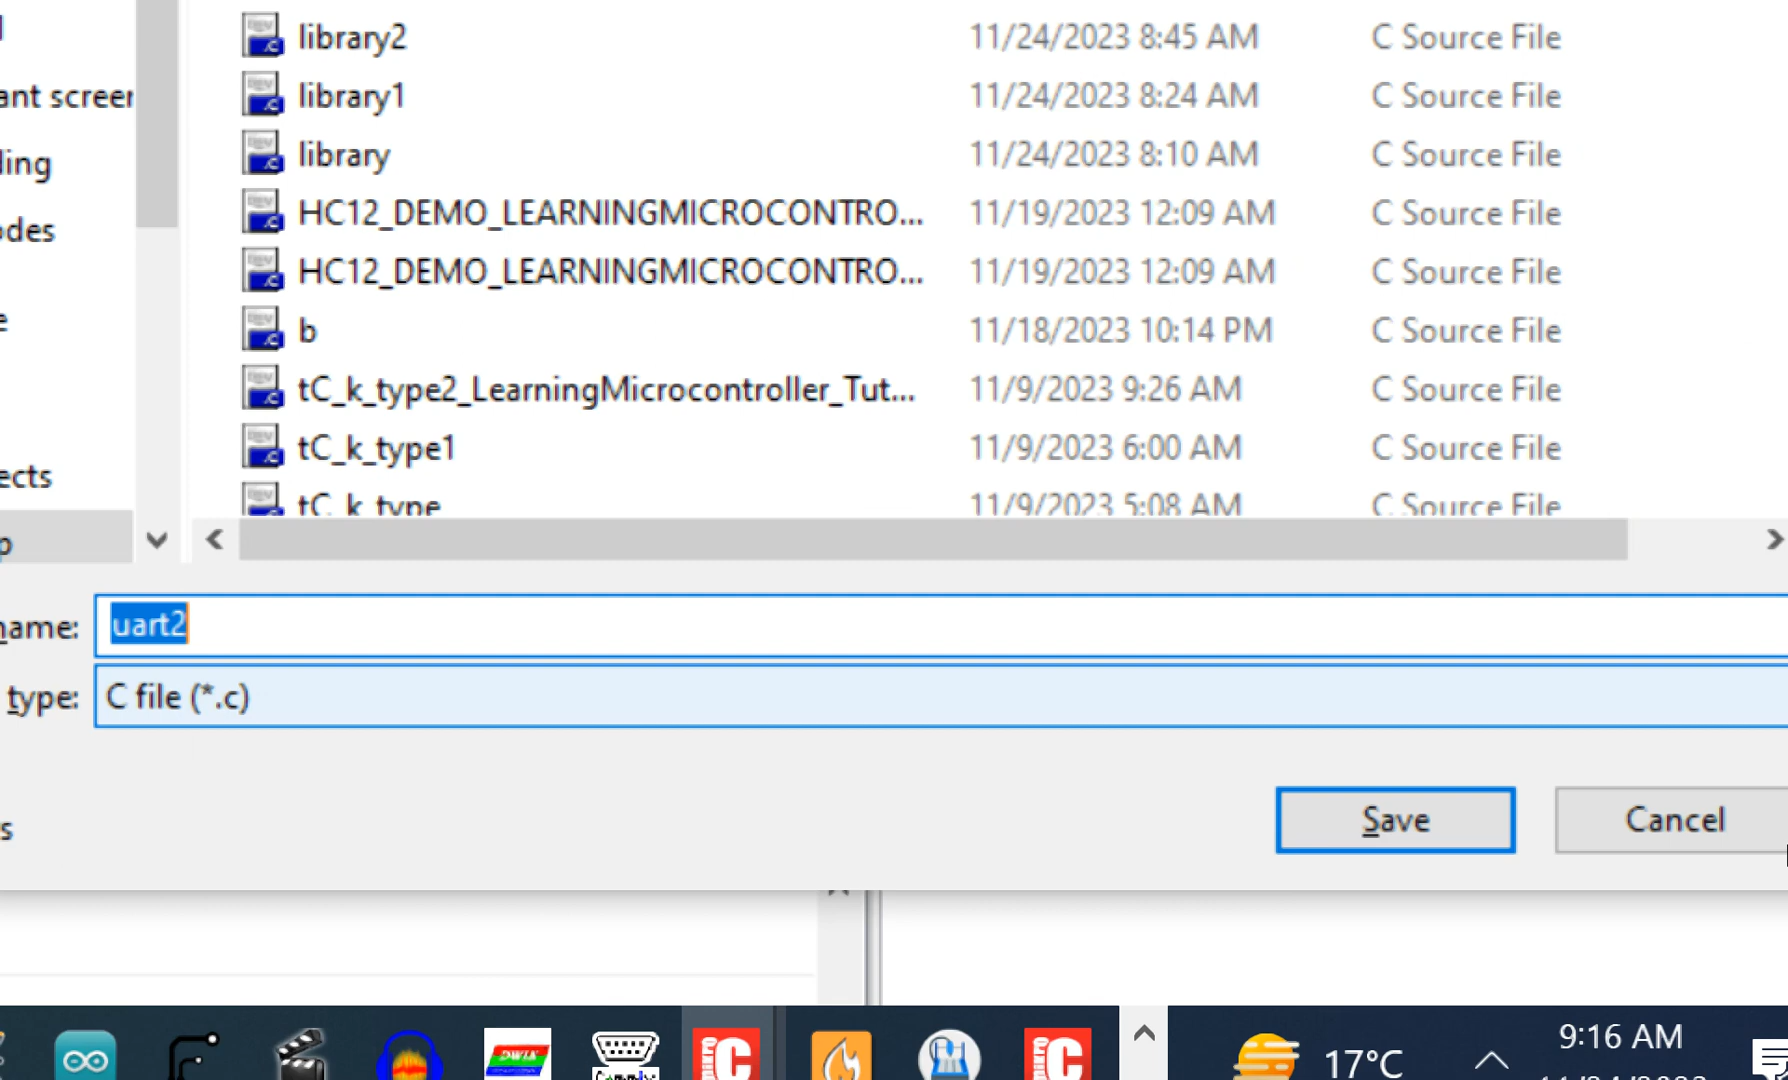 library2 11/24/2023 8:45 AM C Source File
ant screen library1 11/24/2023 8:24 AM C Source File
ling library 11/24/2023 8:10 AM C Source File
HC12_DEMO_LEARNINGMICROCONTRO... 11/19/2023 12:09 AM C Source File
odes HC12_DEMO_LEARNINGMICROCONTRO... 11/19/2023 12:09 AM C Source File
e b 11/18/2023 10:14 PM C Source File
tC_k_type2_LearningMicrocontroller_Tut... 11/9/2023 9:26 AM C Source File
ects tC_k_type1 11/9/2023 6:00 AM C Source File
tC_k_type 11/9/2023 5:08 AM C Source File
p
name: uart2
type: C file (*.c)
s Save Cancel
9:16 AM
17°C